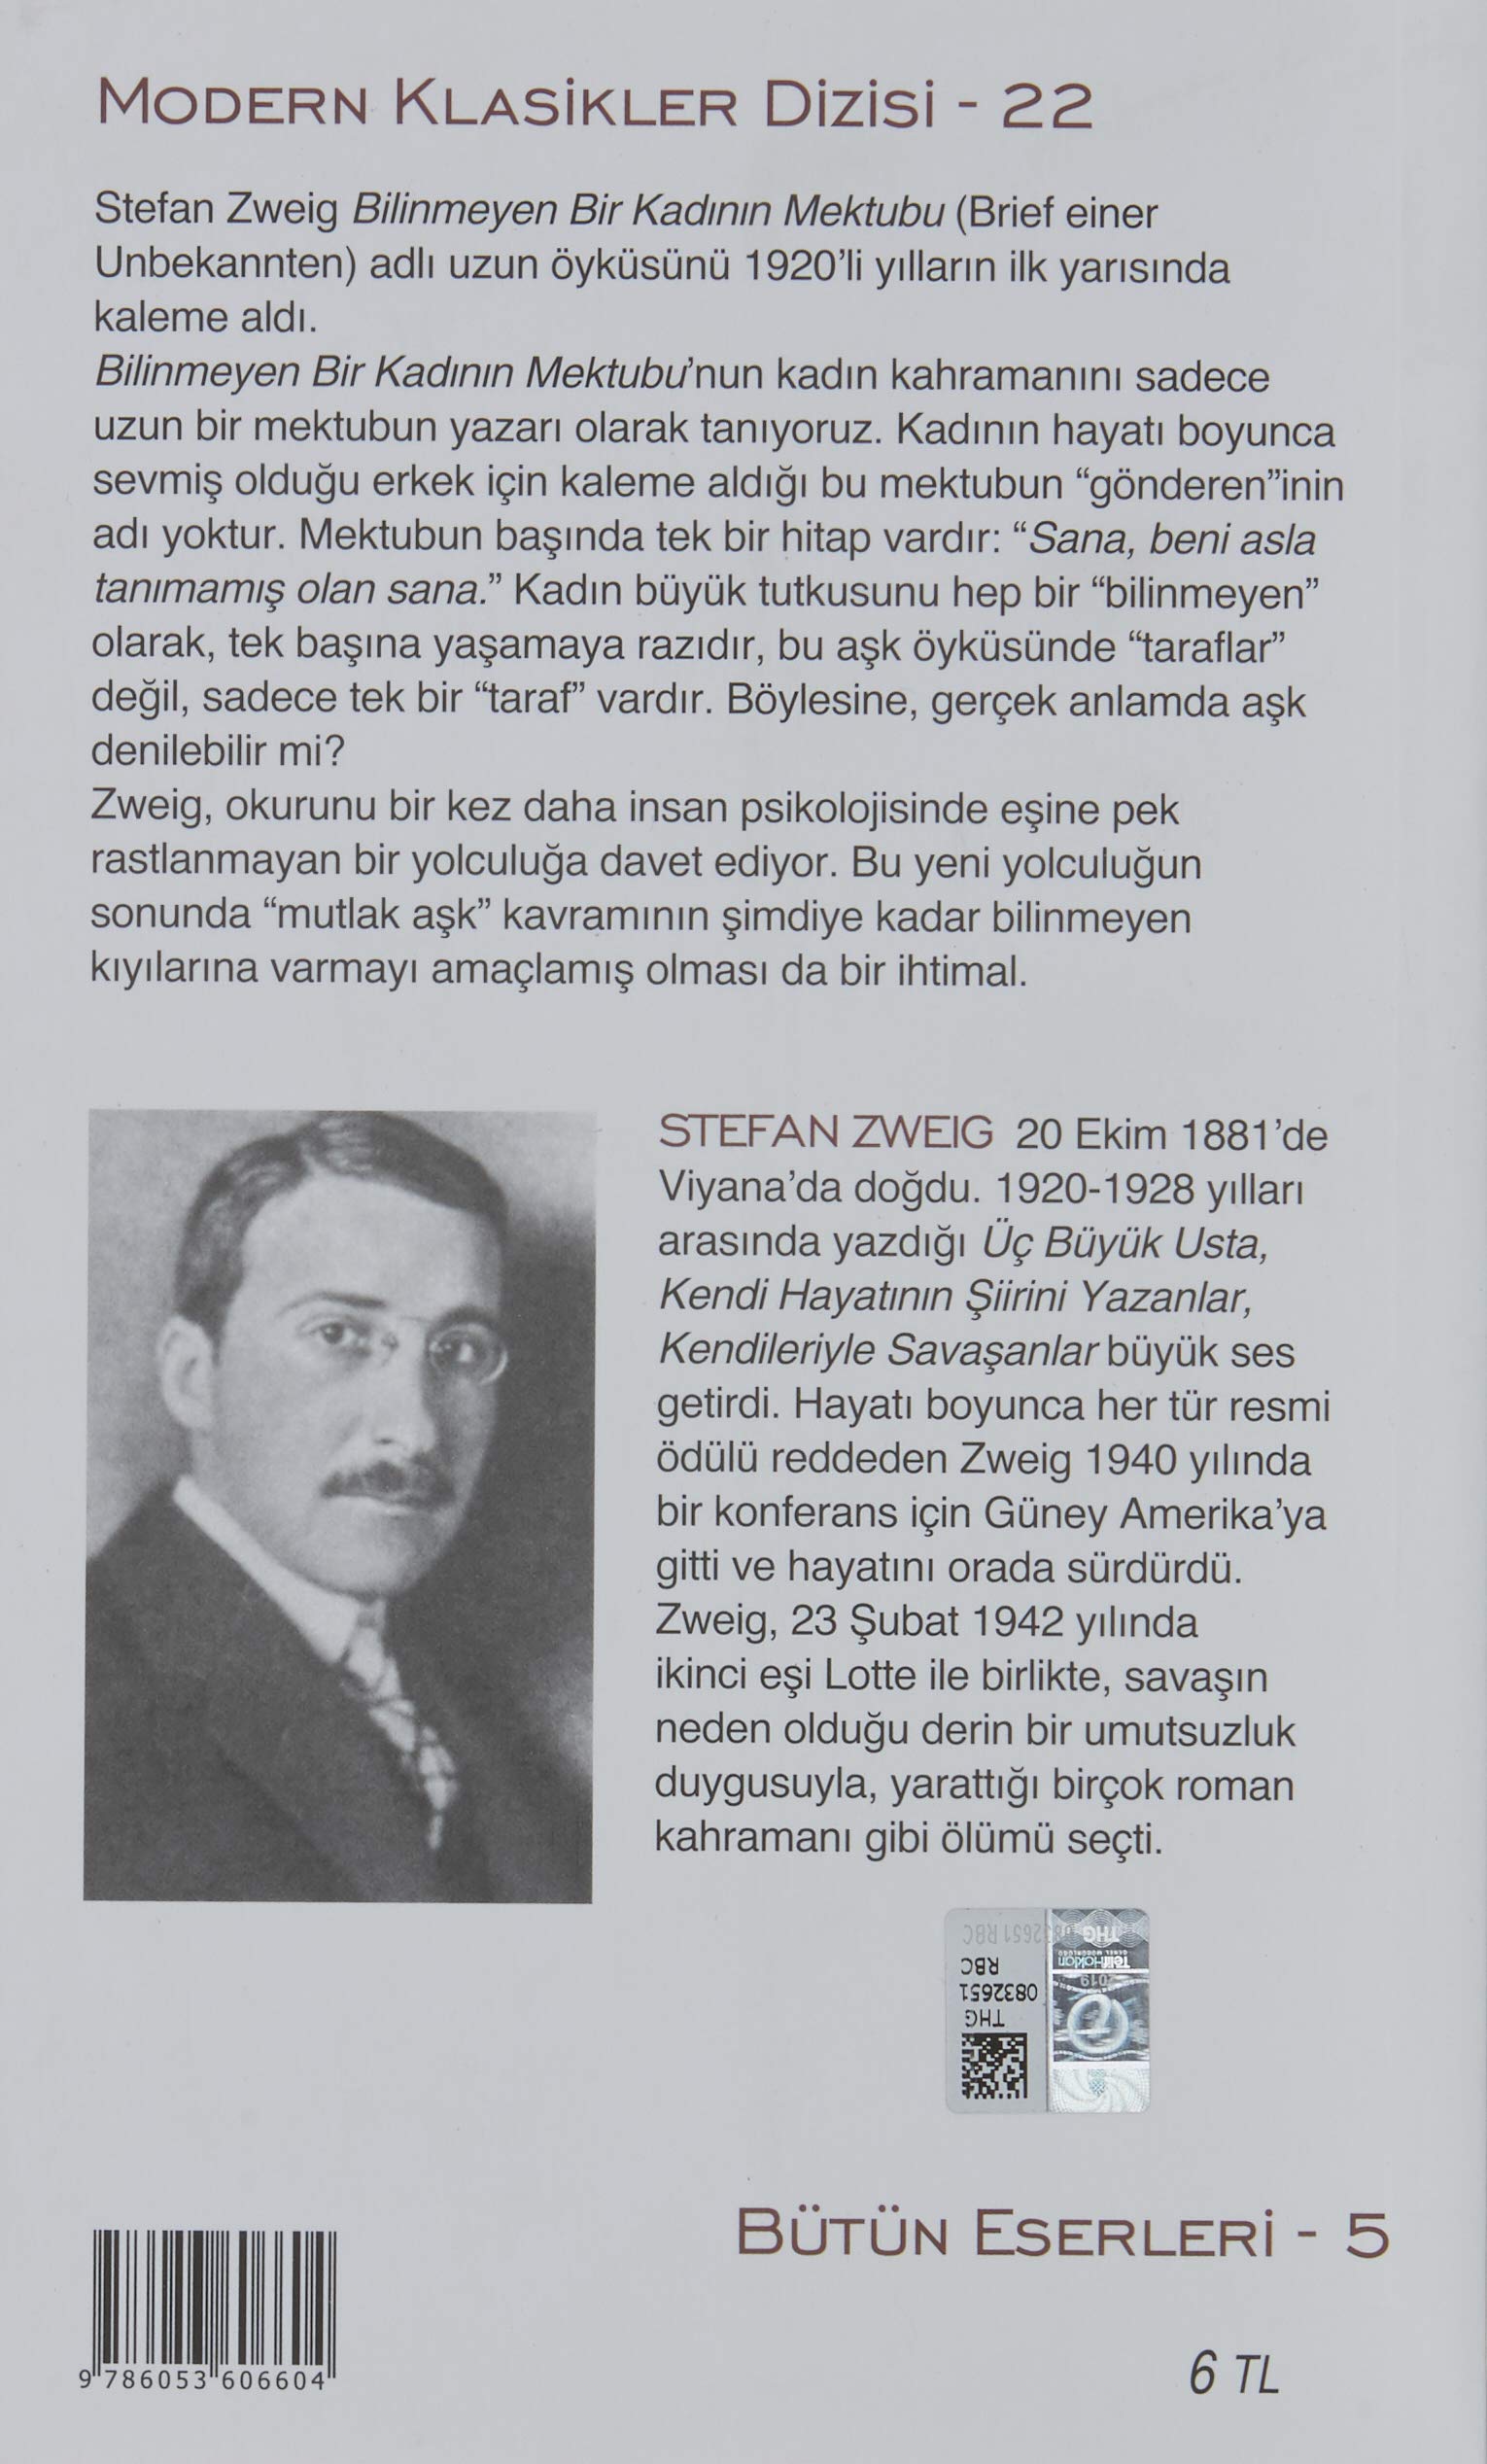 MODERN KLASİKLER DİZİSİ - 22
Stefan Zweig Bilinmeyen Bir Kadının Mektubu (Brief einer
Unbekannten) adlı uzun öyküsünü 1920’li yılların ilk yarısında
kaleme aldı.
Bilinmeyen Bir Kadının Mektubu’nun kadın kahramanını sadece
uzun bir mektubun yazarı olarak tanıyoruz. Kadının hayatı boyunca
sevmiş olduğu erkek için kaleme aldığı bu mektubun “gönderen”inin
adı yoktur. Mektubun başında tek bir hitap vardır: “Sana, beni asla
tanımamış olan sana.” Kadın büyük tutkusunu hep bir “bilinmeyen”
olarak, tek başına yaşamaya razıdır, bu aşk öyküsünde “taraflar”
değil, sadece tek bir “taraf” vardır. Böylesine, gerçek anlamda aşk
denilebilir mi?
Zweig, okurunu bir kez daha insan psikolojisinde eşine pek
rastlanmayan bir yolculuğa davet ediyor. Bu yeni yolculuğun
sonunda “mutlak aşk” kavramının şimdiye kadar bilinmeyen
kıyılarına varmayı amaçlamış olması da bir ihtimal.
STEFAN ZWEIG 20 Ekim 1881’de
Viyana’da doğdu. 1920-1928 yılları
arasında yazdığı Üç Büyük Usta,
Kendi Hayatının Şiirini Yazanlar,
Kendileriyle Savaşanlar büyük ses
getirdi. Hayatı boyunca her tür resmi
ödülü reddeden Zweig 1940 yılında
bir konferans için Güney Amerika’ya
gitti ve hayatını orada sürdürdü.
Zweig, 23 Şubat 1942 yılında
ikinci eşi Lotte ile birlikte, savaşın
neden olduğu derin bir umutsuzluk
duygusuyla, yarattığı birçok roman
kahramanı gibi ölümü seçti.
THG
0832651
RBC
THG 0832651 RBC
TelifHakları
2019
BÜTÜN ESERLERİ - 5
9 786053 606604
6 TL